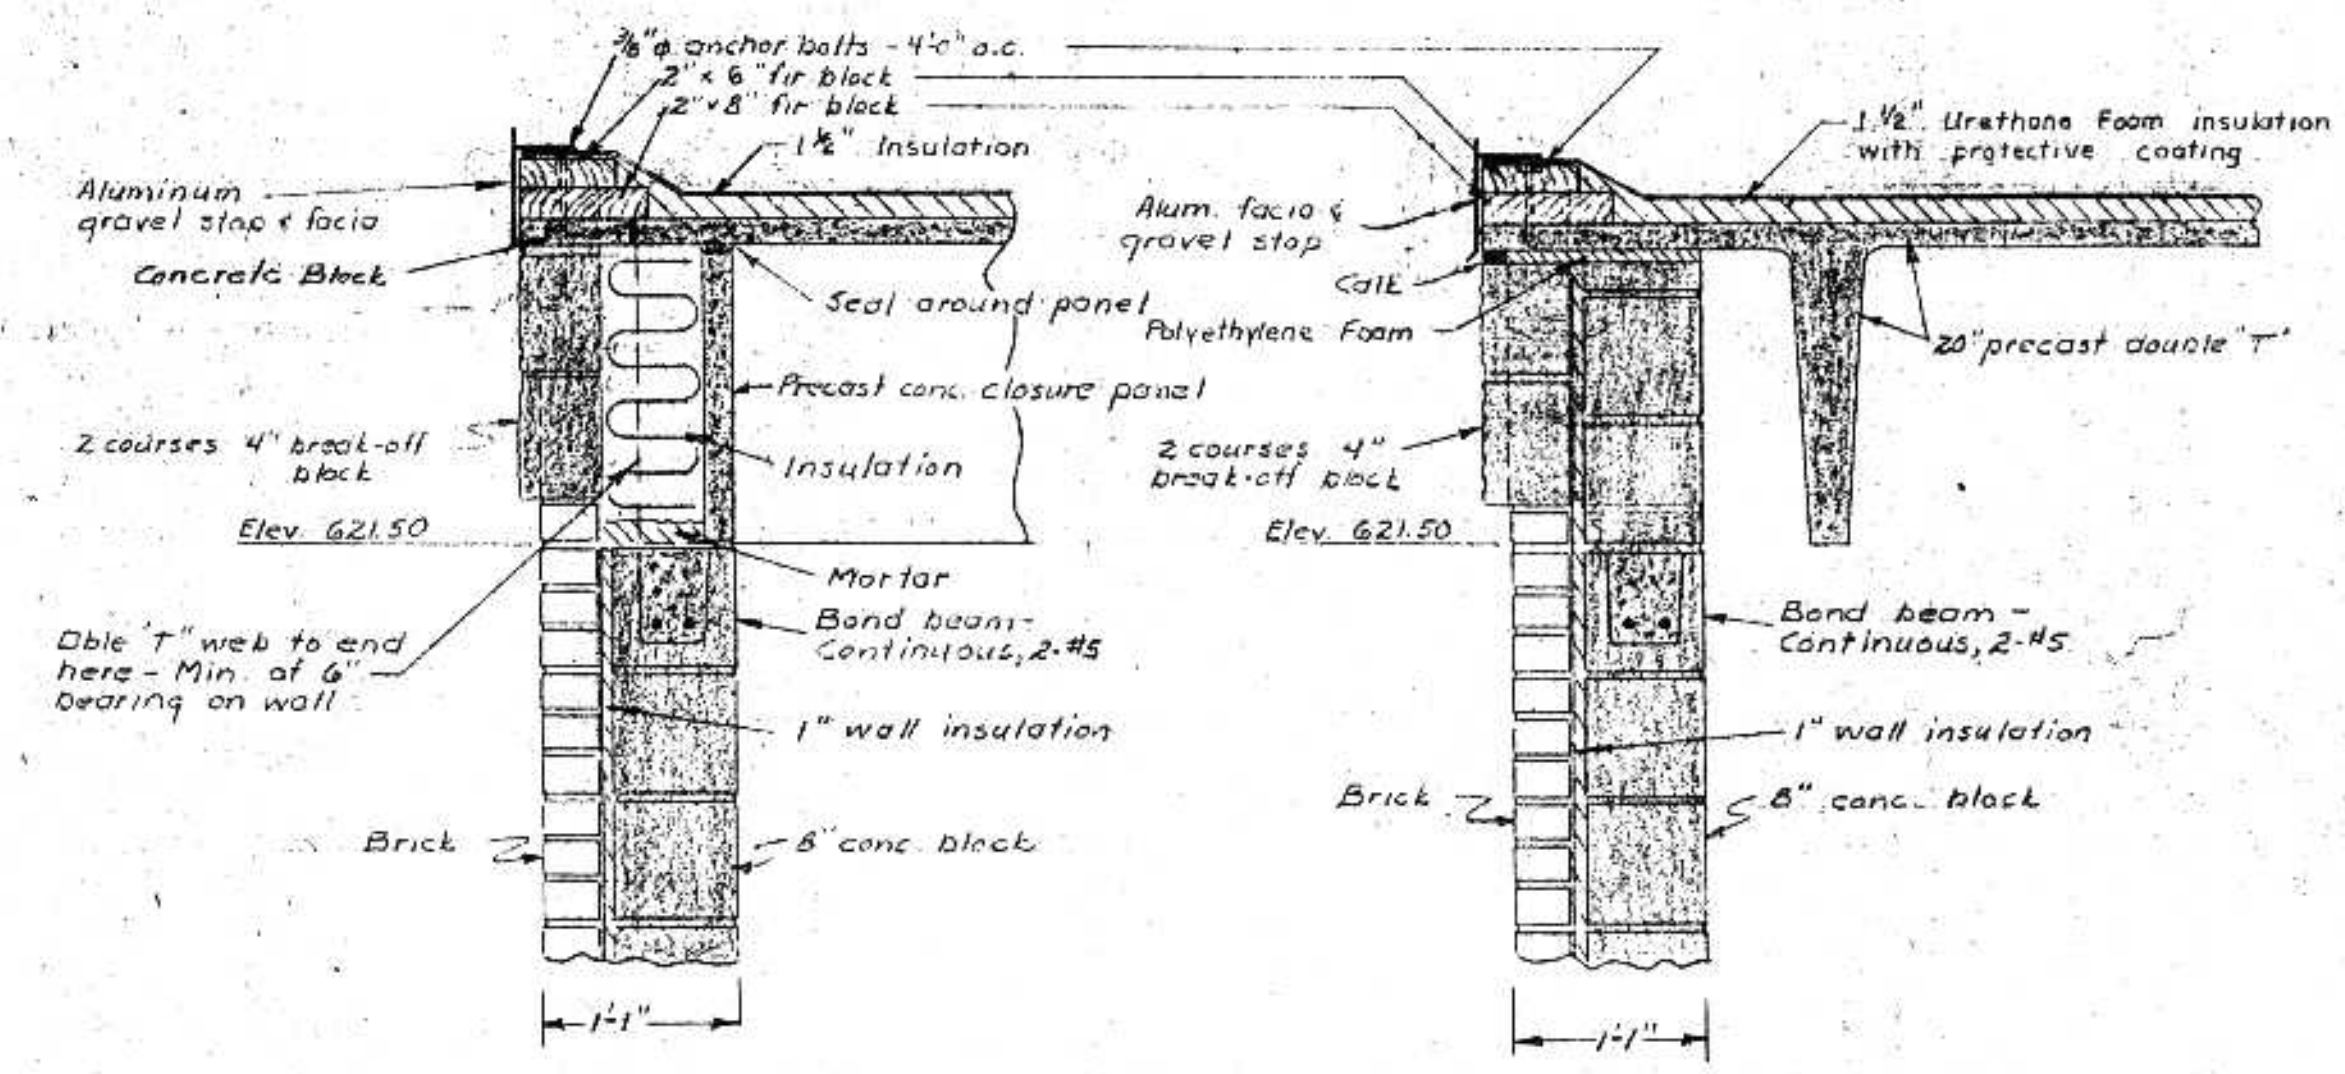 3/8"ø anchor bolts - 4'-0" o.c.
2" x 6" fir block
2" x 8" fir block
1 1/2" Insulation
Aluminum
gravel stop & facia
Concrete Block
Seal around panel
Precast conc. closure panel
2 courses 4" break-off
block
Insulation
Elev. 621.50
Mortar
Dble "T" web to end
here - Min. of 6"
bearing on wall
Bond beam -
Continuous, 2-#5
1" wall insulation
Brick
8" conc. block
1'-1"
1 1/2" Urethane Foam insulation
with protective coating
Alum. facia &
gravel stop
Calk
Polyethylene Foam
20" precast double "T"
2 courses 4"
break-off block
Elev. 621.50
Bond beam -
Continuous, 2-#5
1" wall insulation
Brick
8" conc. block
1'-1"